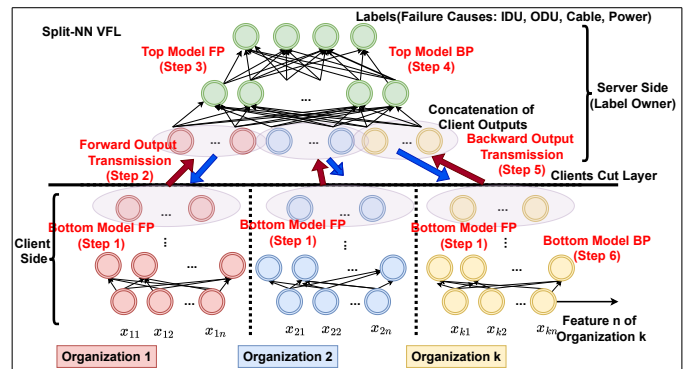 Split-NN VFL
Labels(Failure Causes: IDU, ODU, Cable, Power)
Top Model FP
(Step 3)
Top Model BP
(Step 4)
Server Side
(Label Owner)
...
Concatenation of
Client Outputs
Forward Output
Transmission
(Step 2)
... ... ...
Backward Output
Transmission
(Step 5)
Clients Cut Layer
Client
Side
... ... ...
Bottom Model FP
(Step 1)
Bottom Model FP
(Step 1)
Bottom Model FP
(Step 1)
Bottom Model BP
(Step 6)
... ... ...
... ... ...
... ... ...
x11 x12 x1n
x21 x22 x2n
xk1 xk2 xkn
Feature n of
Organization k
Organization 1
Organization 2
Organization k